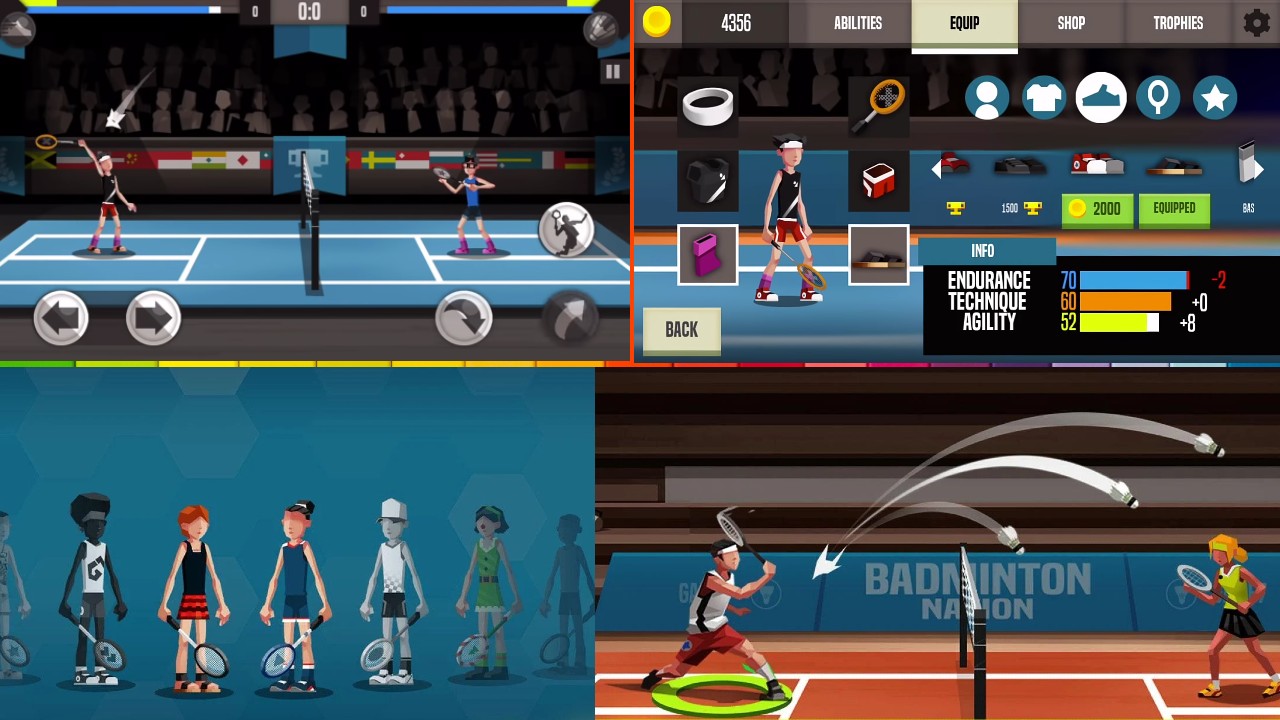 0 0:0 0
4356 ABILITIES EQUIP SHOP TROPHIES
1500 2000 EQUIPPED BAS
INFO
ENDURANCE 70 -2
TECHNIQUE 60 +0
AGILITY 52 +8
BACK
BADMINTON
NATION